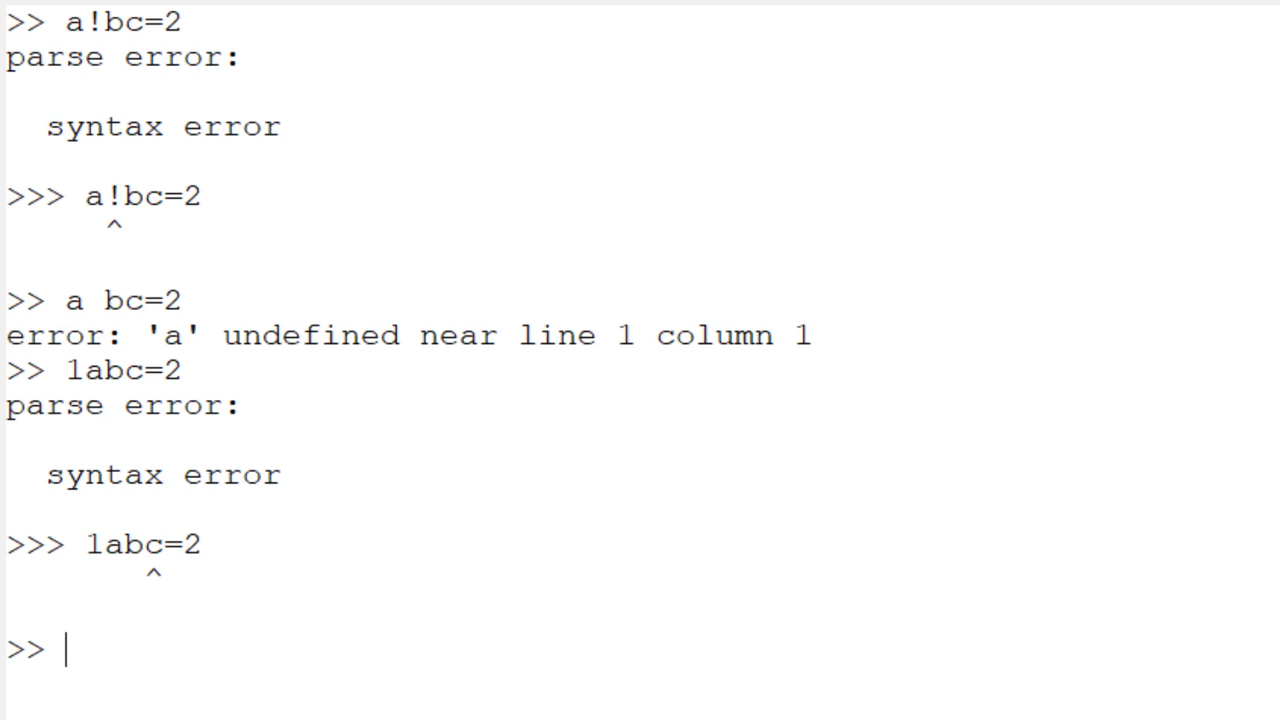 >> a!bc=2
parse error:
syntax error
>>> a!bc=2
^
>> a bc=2
error: 'a' undefined near line 1 column 1
>> 1abc=2
parse error:
syntax error
>>> 1abc=2
^
>>